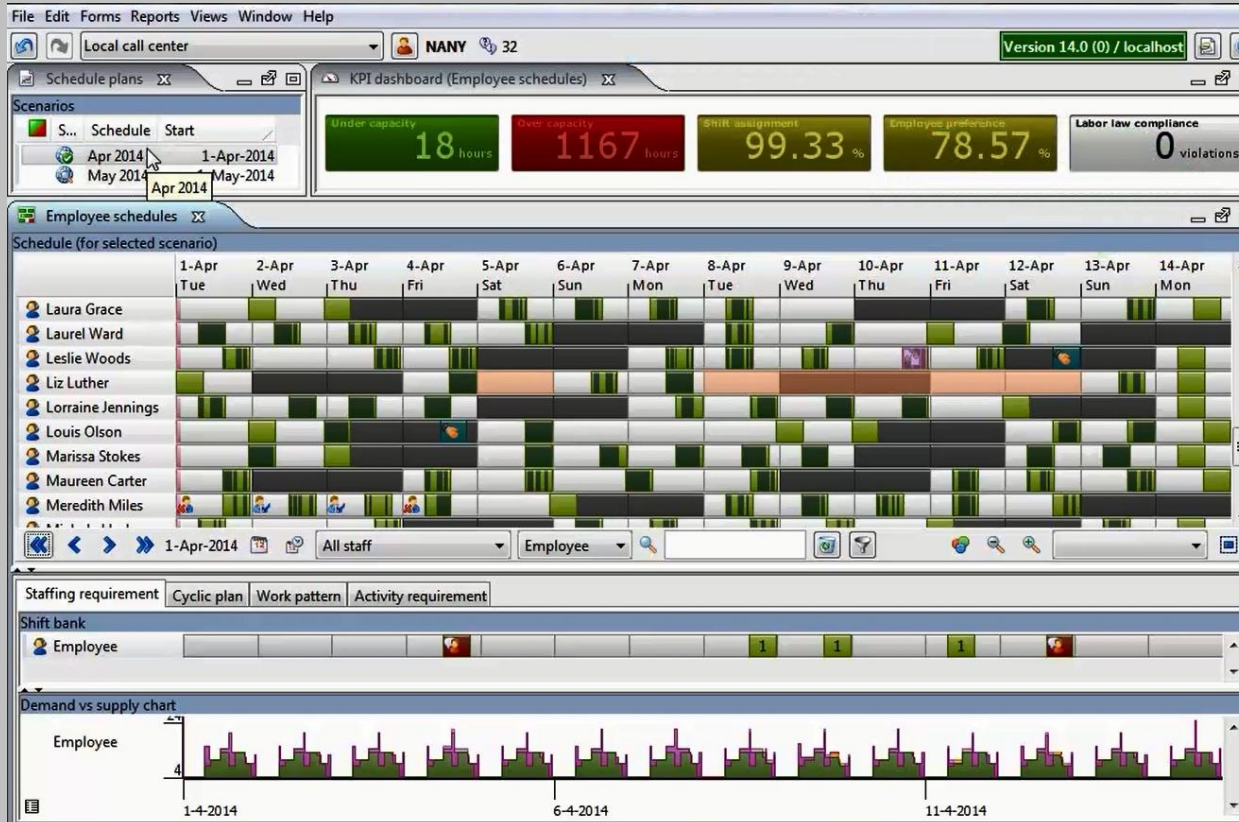 File Edit Forms Reports Views Window Help
Local call center NANY 32 Version 14.0 (0) / localhost
Schedule plans KPI dashboard (Employee schedules)
Scenarios
S... Schedule Start
Apr 2014 1-Apr-2014
May 2014 May-2014
Apr 2014
Under capacity 18 hours
Over capacity 1167 hours
Shift assignment 99.33 %
Employee preference 78.57 %
Labor law compliance 0 violations
Employee schedules
Schedule (for selected scenario)
1-Apr 2-Apr 3-Apr 4-Apr 5-Apr 6-Apr 7-Apr 8-Apr 9-Apr 10-Apr 11-Apr 12-Apr 13-Apr 14-Apr
Tue Wed Thu Fri Sat Sun Mon Tue Wed Thu Fri Sat Sun Mon
Laura Grace
Laurel Ward
Leslie Woods
Liz Luther
Lorraine Jennings
Louis Olson
Marissa Stokes
Maureen Carter
Meredith Miles
1-Apr-2014 All staff Employee
Staffing requirement Cyclic plan Work pattern Activity requirement
Shift bank
Employee 1 1 1
Demand vs supply chart
24
Employee
4
1-4-2014 6-4-2014 11-4-2014